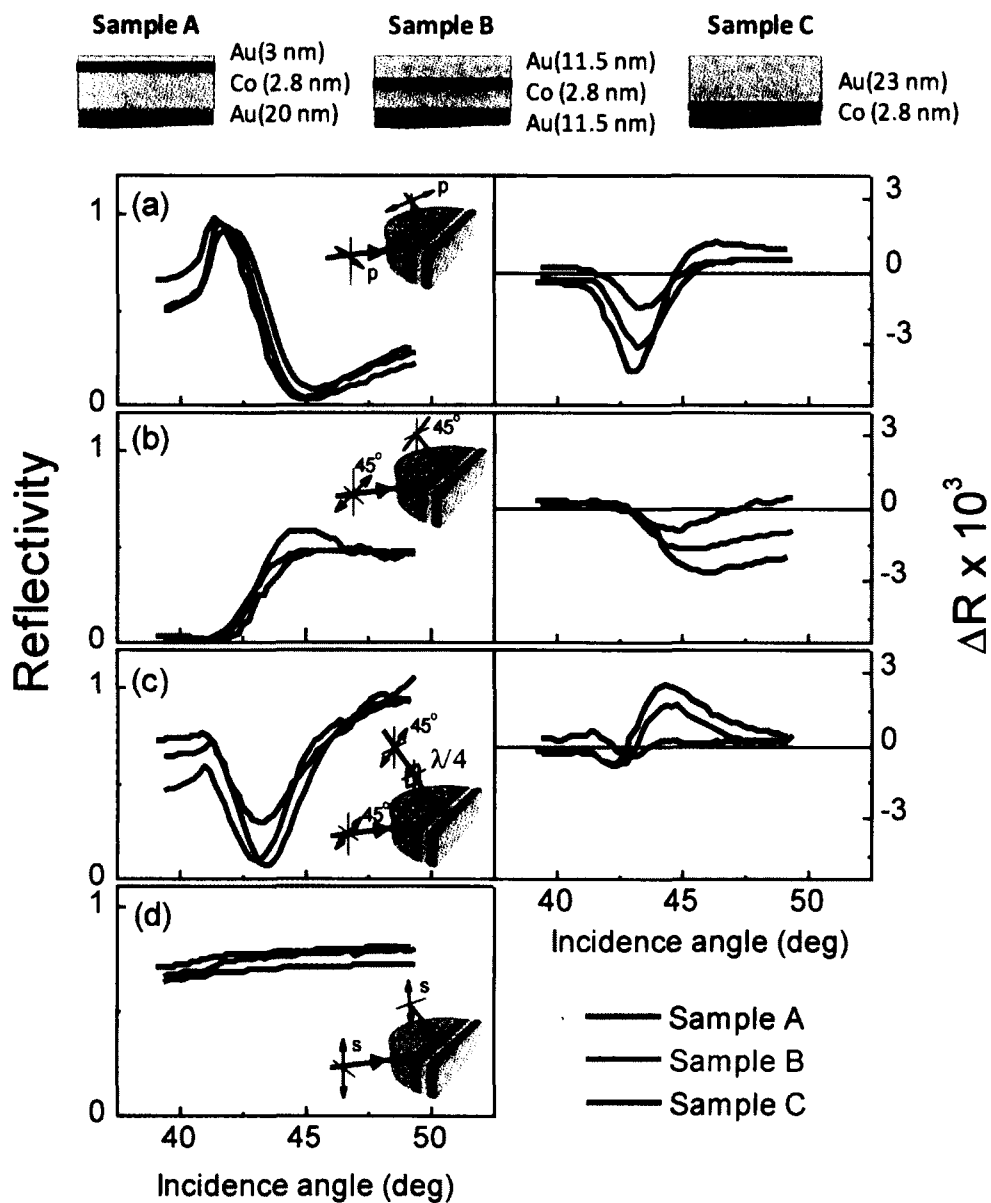 Sample A
Au(3 nm)
Co (2.8 nm)
Au(20 nm)
Sample B
Au(11.5 nm)
Co (2.8 nm)
Au(11.5 nm)
Sample C
Au(23 nm)
Co (2.8 nm)
Reflectivity
ΔR x 10³
(a)
1
0
1
p
p
3
0
-3
(b)
1
0
1
45°
45°
3
0
-3
(c)
1
0
1
45°
λ/4
45°
3
0
-3
40
45
50
Incidence angle (deg)
(d)
1
s
s
40
45
50
Incidence angle (deg)
Sample A
Sample B
Sample C